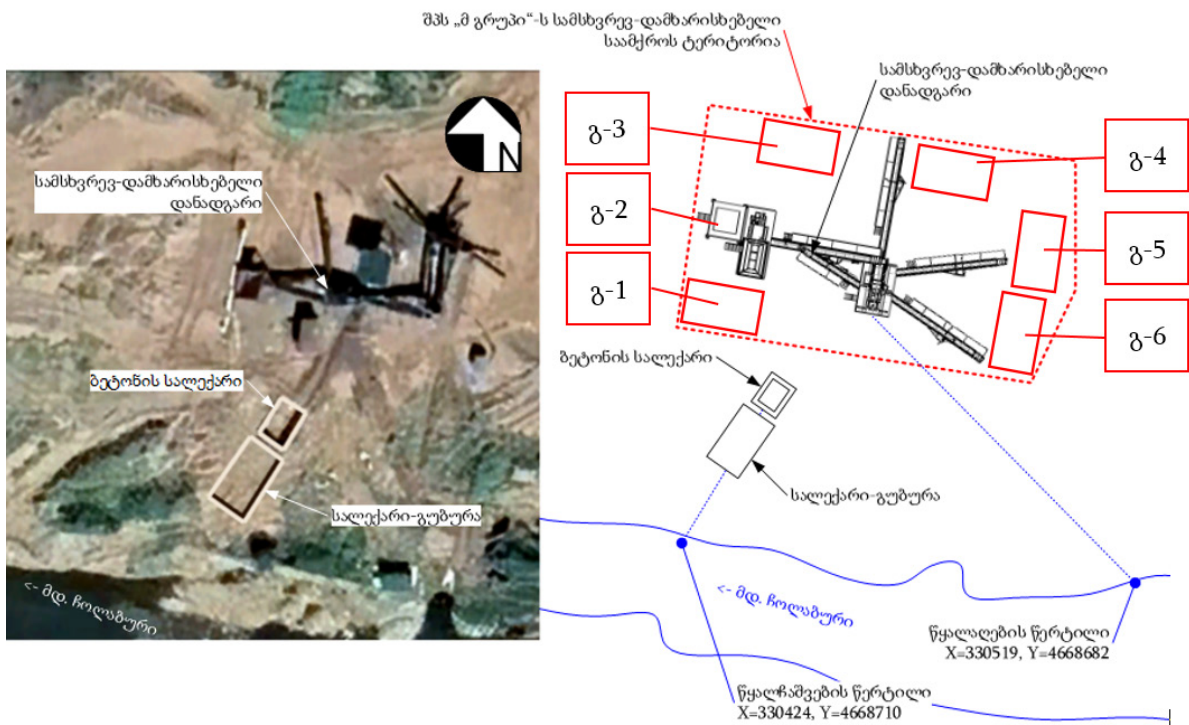 შპს „მ გრუპი“-ს სამსხვრევ-დამხარისხებელი
საამქროს ტერიტორია
სამსხვრევ-დამხარისხებელი
დანადგარი
N
სამსხვრევ-დამხარისხებელი
დანადგარი
ბეტონის სალექარი
სალექარი-გუბურა
<- მდ. ჩოლაბური
გ-3
გ-2
გ-1
გ-4
გ-5
გ-6
ბეტონის სალექარი
სალექარი-გუბურა
<- მდ. ჩოლაბური
წყალაღების წერტილი
X=330519, Y=4668682
წყალჩაშვების წერტილი
X=330424, Y=4668710